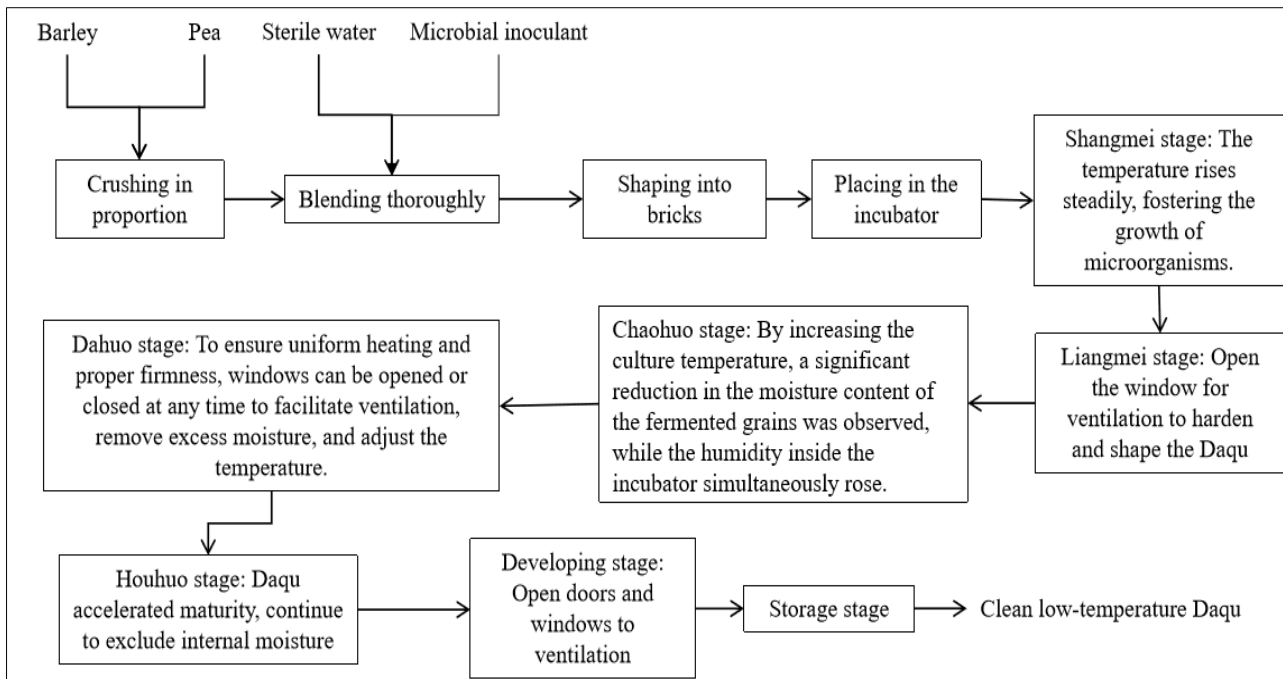 Barley
Pea
Sterile water
Microbial inoculant
Crushing in
proportion
Blending thoroughly
Shaping into
bricks
Placing in the
incubator
Shangmei stage: The
temperature rises
steadily, fostering the
growth of
microorganisms.
Liangmei stage: Open
the window for
ventilation to harden
and shape the Daqu
Chaohuo stage: By increasing the
culture temperature, a significant
reduction in the moisture content of
the fermented grains was observed,
while the humidity inside the
incubator simultaneously rose.
Dahuo stage: To ensure uniform heating and
proper firmness, windows can be opened or
closed at any time to facilitate ventilation,
remove excess moisture, and adjust the
temperature.
Houhuo stage: Daqu
accelerated maturity, continue
to exclude internal moisture
Developing stage:
Open doors and
windows to
ventilation
Storage stage
Clean low-temperature Daqu